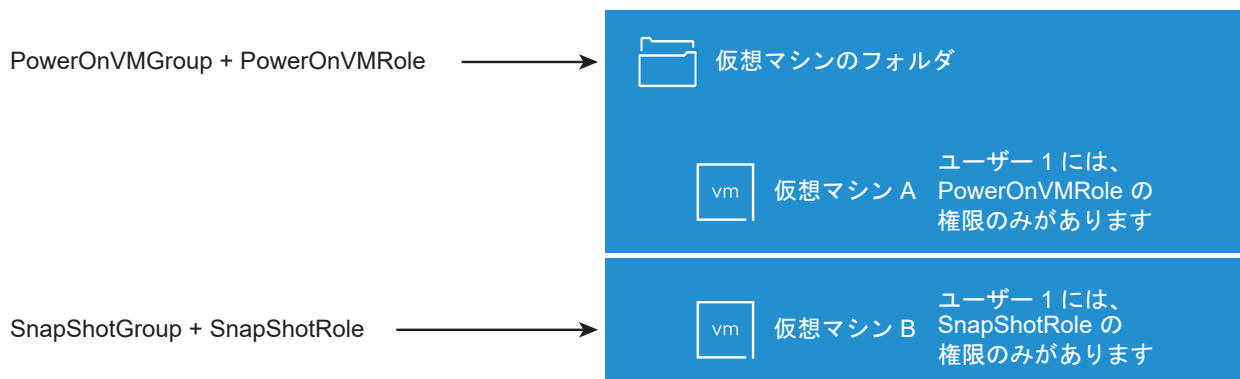 PowerOnVMGroup + PowerOnVMRole
仮想マシンのフォルダ
vm
仮想マシン A
ユーザー 1 には、
PowerOnVMRole の
権限のみがあります
SnapShotGroup + SnapShotRole
vm
仮想マシン B
ユーザー 1 には、
SnapShotRole の
権限のみがあります